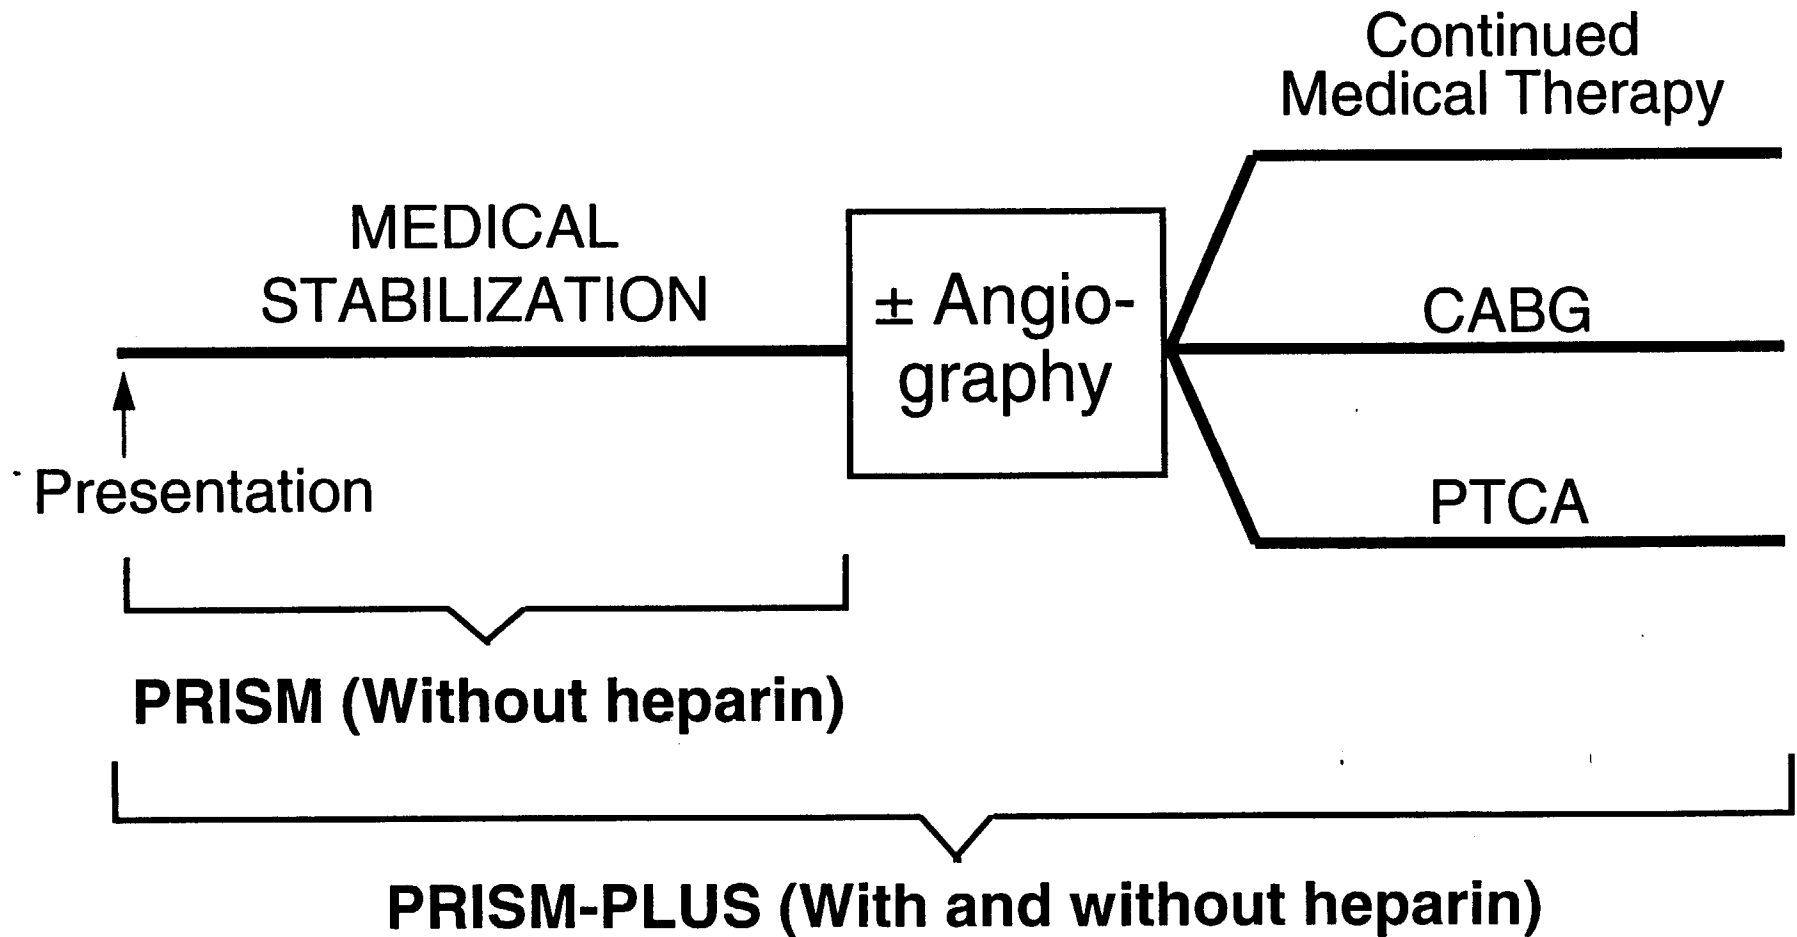 Continued
Medical Therapy
MEDICAL
STABILIZATION
± Angio-
graphy
CABG
PTCA
Presentation
PRISM (Without heparin)
PRISM-PLUS (With and without heparin)